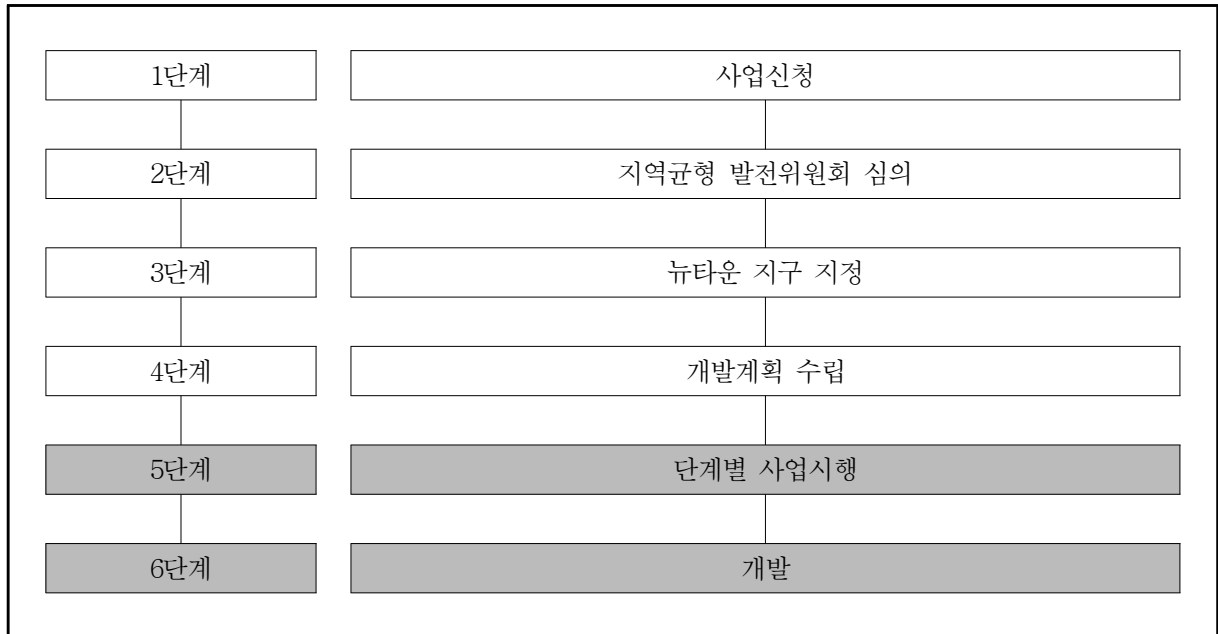 1단계 사업신청
2단계 지역균형 발전위원회 심의
3단계 뉴타운 지구 지정
4단계 개발계획 수립
5단계 단계별 사업시행
6단계 개발